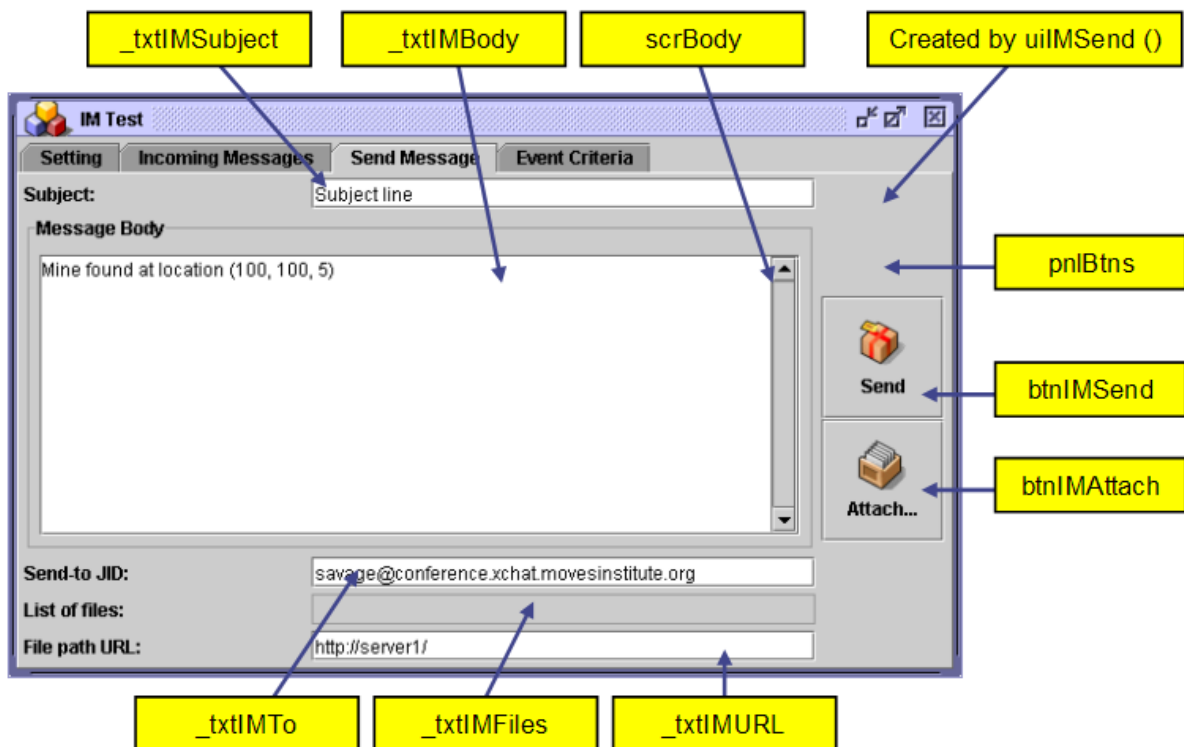 _txtIMSubject
_txtIMBody
scrBody
Created by uiIMSend ()
IM Test
Setting
Incoming Messages
Send Message
Event Criteria
Subject:
Subject line
Message Body
Mine found at location (100, 100, 5)
pnlBtns
Send
btnIMSend
Attach...
btnIMAttach
Send-to JID:
savage@conference.xchat.movesinstitute.org
List of files:
File path URL:
http://server1/
_txtIMTo
_txtIMFiles
_txtIMURL